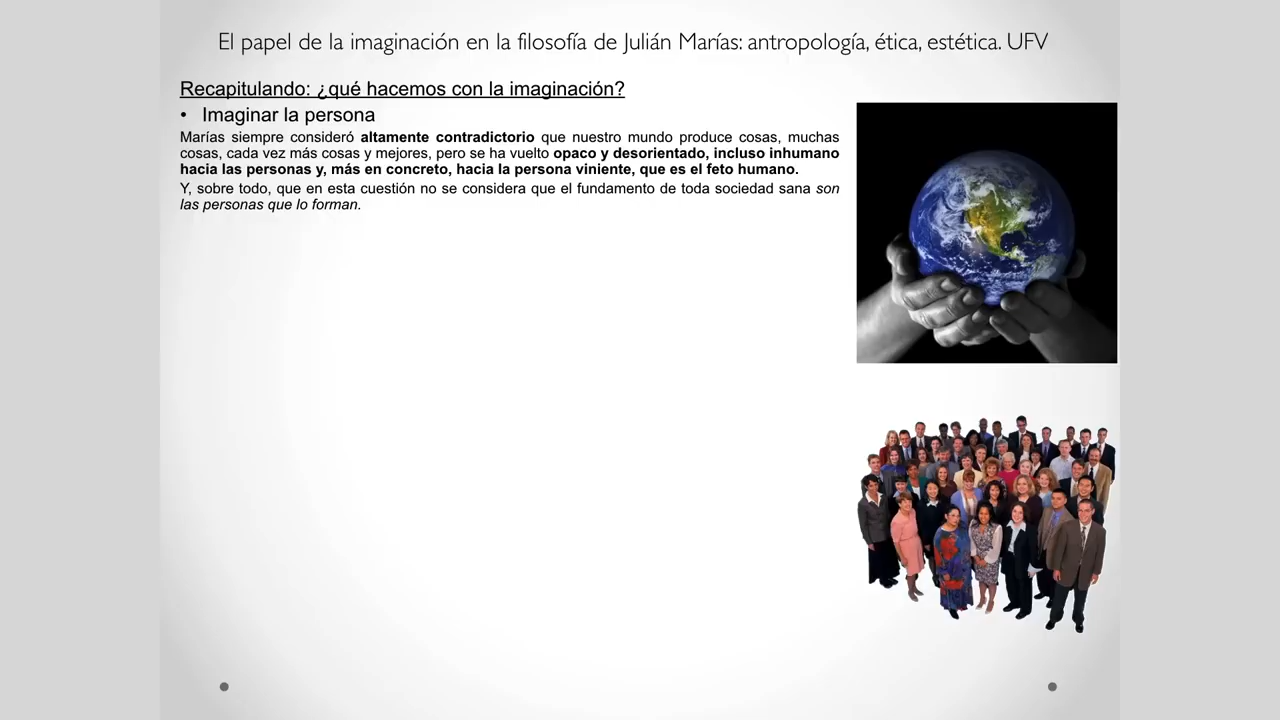 El papel de la imaginación en la filosofía de Julián Marías: antropología, ética, estética. UFV
Recapitulando: ¿qué hacemos con la imaginación?
• Imaginar la persona
Marías siempre consideró altamente contradictorio que nuestro mundo produce cosas, muchas
cosas, cada vez más cosas y mejores, pero se ha vuelto opaco y desorientado, incluso inhumano
hacia las personas y, más en concreto, hacia la persona viniente, que es el feto humano.
Y, sobre todo, que en esta cuestión no se considera que el fundamento de toda sociedad sana son
las personas que lo forman.